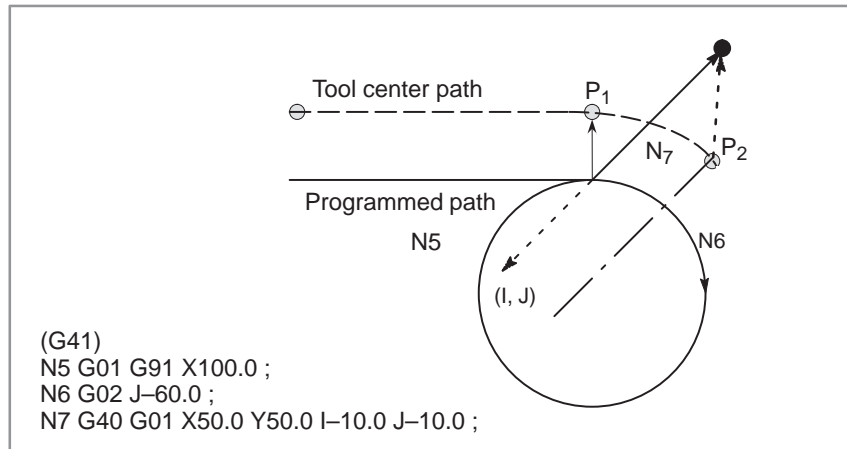 Tool center path
P1
N7
P2
Programmed path
N5
N6
(I, J)
(G41)
N5 G01 G91 X100.0 ;
N6 G02 J–60.0 ;
N7 G40 G01 X50.0 Y50.0 I–10.0 J–10.0 ;